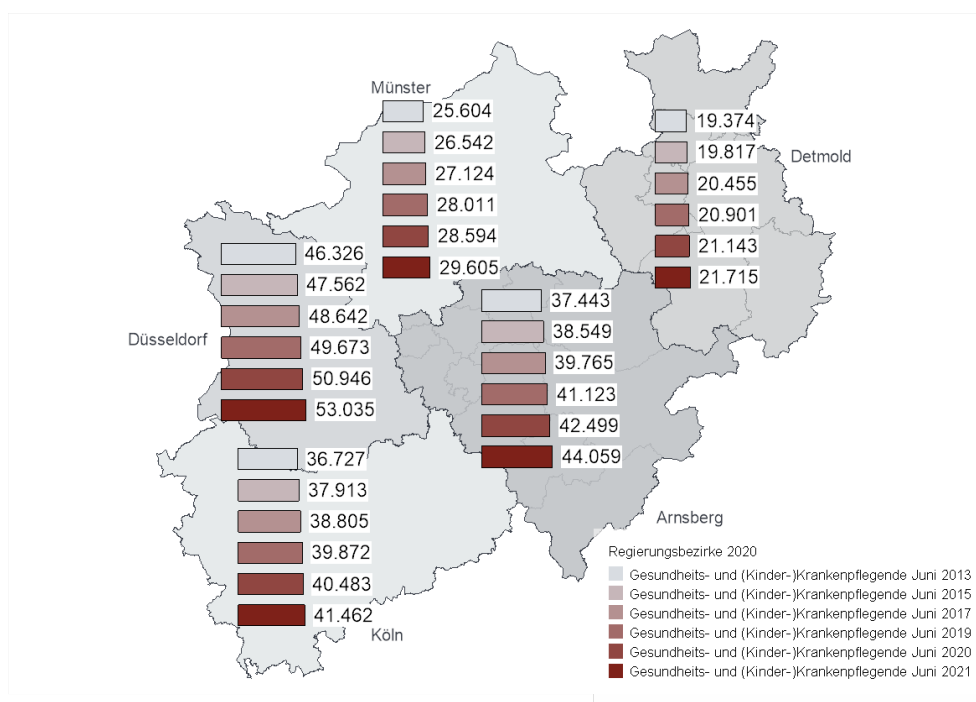 Münster
25.604
26.542
27.124
28.011
28.594
29.605
Detmold
19.374
19.817
20.455
20.901
21.143
21.715
Düsseldorf
46.326
47.562
48.642
49.673
50.946
53.035
Arnsberg
37.443
38.549
39.765
41.123
42.499
44.059
Köln
36.727
37.913
38.805
39.872
40.483
41.462
Regierungsbezirke 2020
Gesundheits- und (Kinder-)Krankenpflegende Juni 2013
Gesundheits- und (Kinder-)Krankenpflegende Juni 2015
Gesundheits- und (Kinder-)Krankenpflegende Juni 2017
Gesundheits- und (Kinder-)Krankenpflegende Juni 2019
Gesundheits- und (Kinder-)Krankenpflegende Juni 2020
Gesundheits- und (Kinder-)Krankenpflegende Juni 2021